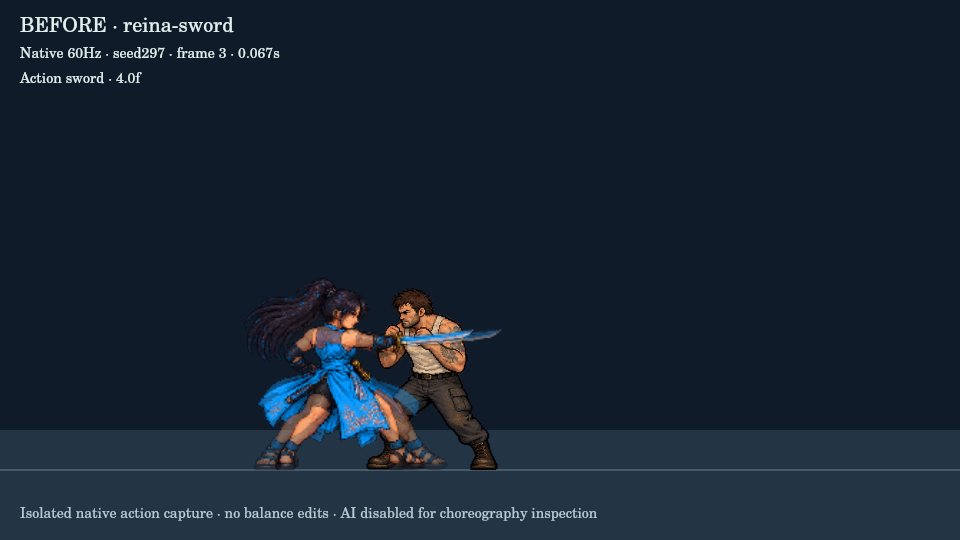 BEFORE · reina-sword
Native 60Hz · seed297 · frame 3 · 0.067s
Action sword · 4.0f
Isolated native action capture · no balance edits · AI disabled for choreography inspection